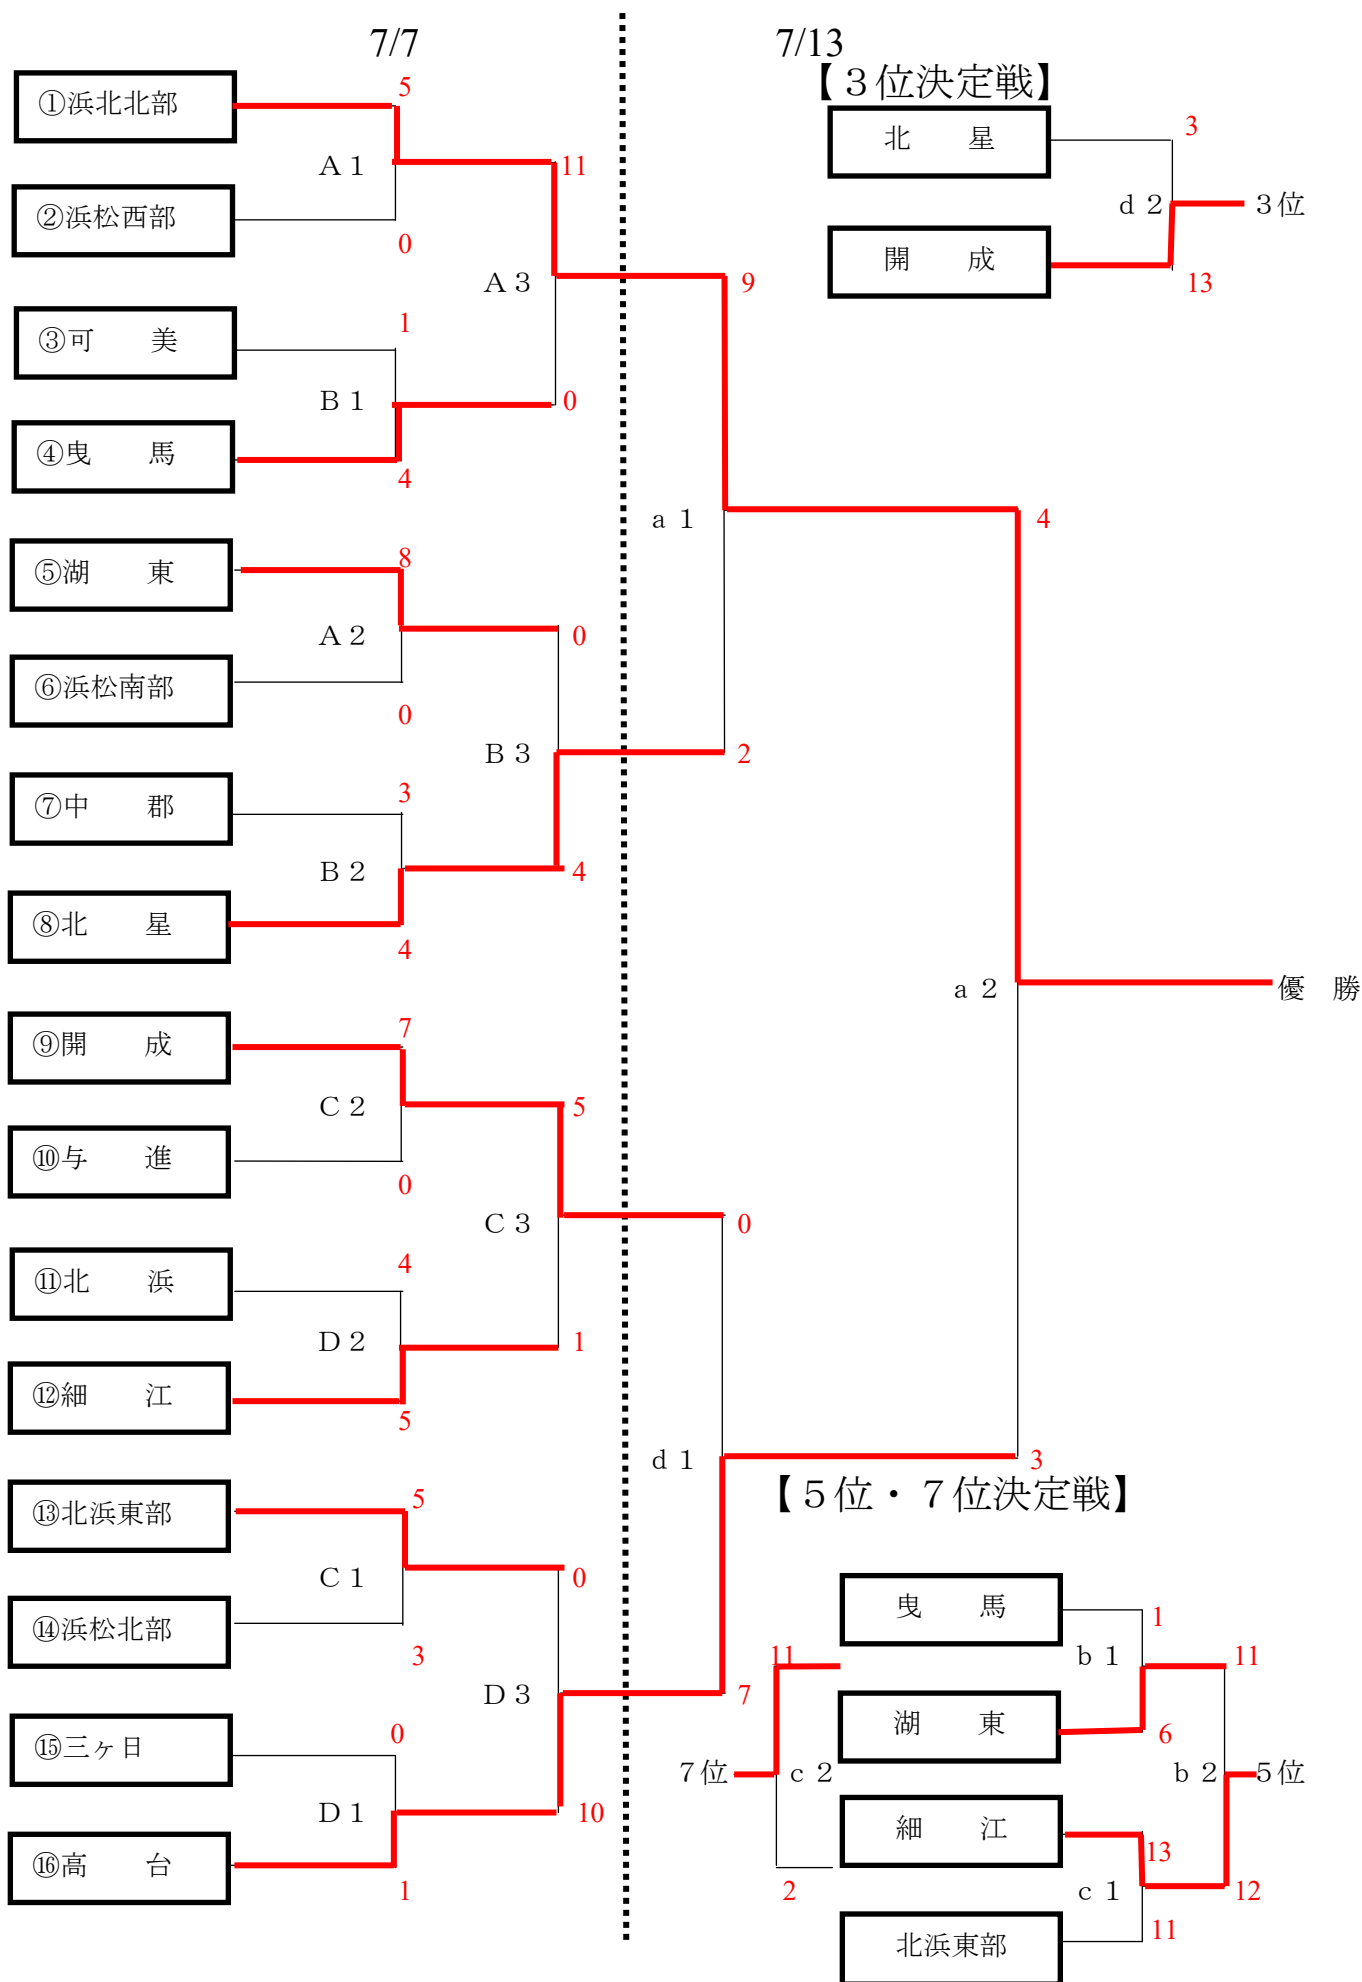 7/7
7/13
【３位決定戦】
①浜北北部
5
Ａ１
11
②浜松西部
0
Ａ３
9
③可　美
1
Ｂ１
0
④曳　馬
4
ａ１
4
⑤湖　東
8
Ａ２
0
⑥浜松南部
0
Ｂ３
2
⑦中　郡
3
Ｂ２
4
⑧北　星
4
ａ２
優　勝
⑨開　成
7
Ｃ２
5
⑩与　進
0
Ｃ３
0
⑪北　浜
4
Ｄ２
1
⑫細　江
5
ｄ１
3
⑬北浜東部
5
Ｃ１
0
⑭浜松北部
3
Ｄ３
7
⑮三ヶ日
0
Ｄ１
10
⑯高　台
1
北　星
3
ｄ２
３位
開　成
13
【５位・７位決定戦】
曳　馬
1
11
ｂ１
11
湖　東
6
７位
ｃ２
ｂ２
５位
細　江
13
2
ｃ１
12
北浜東部
11